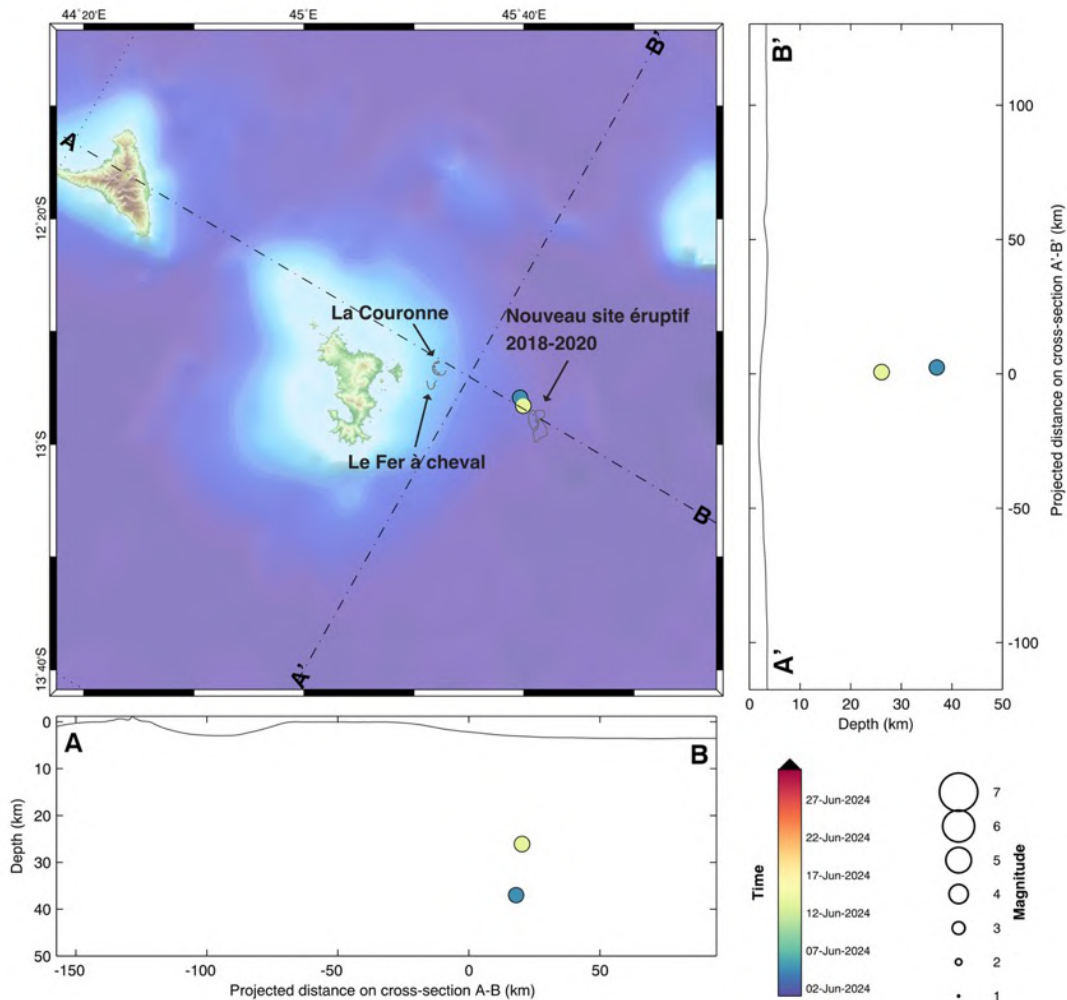 44˚20'E
45˚E
45˚40'E
12˚20'S
13˚S
13˚40'S
A
B'
La Couronne
Nouveau site éruptif
2018-2020
Le Fer à cheval
B
A'
B'
A'
100
50
0
-50
-100
Projected distance on cross-section A'-B' (km)
0 10 20 30 40 50
Depth (km)
A
B
0
10
20
30
40
50
Depth (km)
-150 -100 -50 0 50
Projected distance on cross-section A-B (km)
Time
27-Jun-2024
22-Jun-2024
17-Jun-2024
12-Jun-2024
07-Jun-2024
02-Jun-2024
7
6
5
4
3
2
1
Magnitude